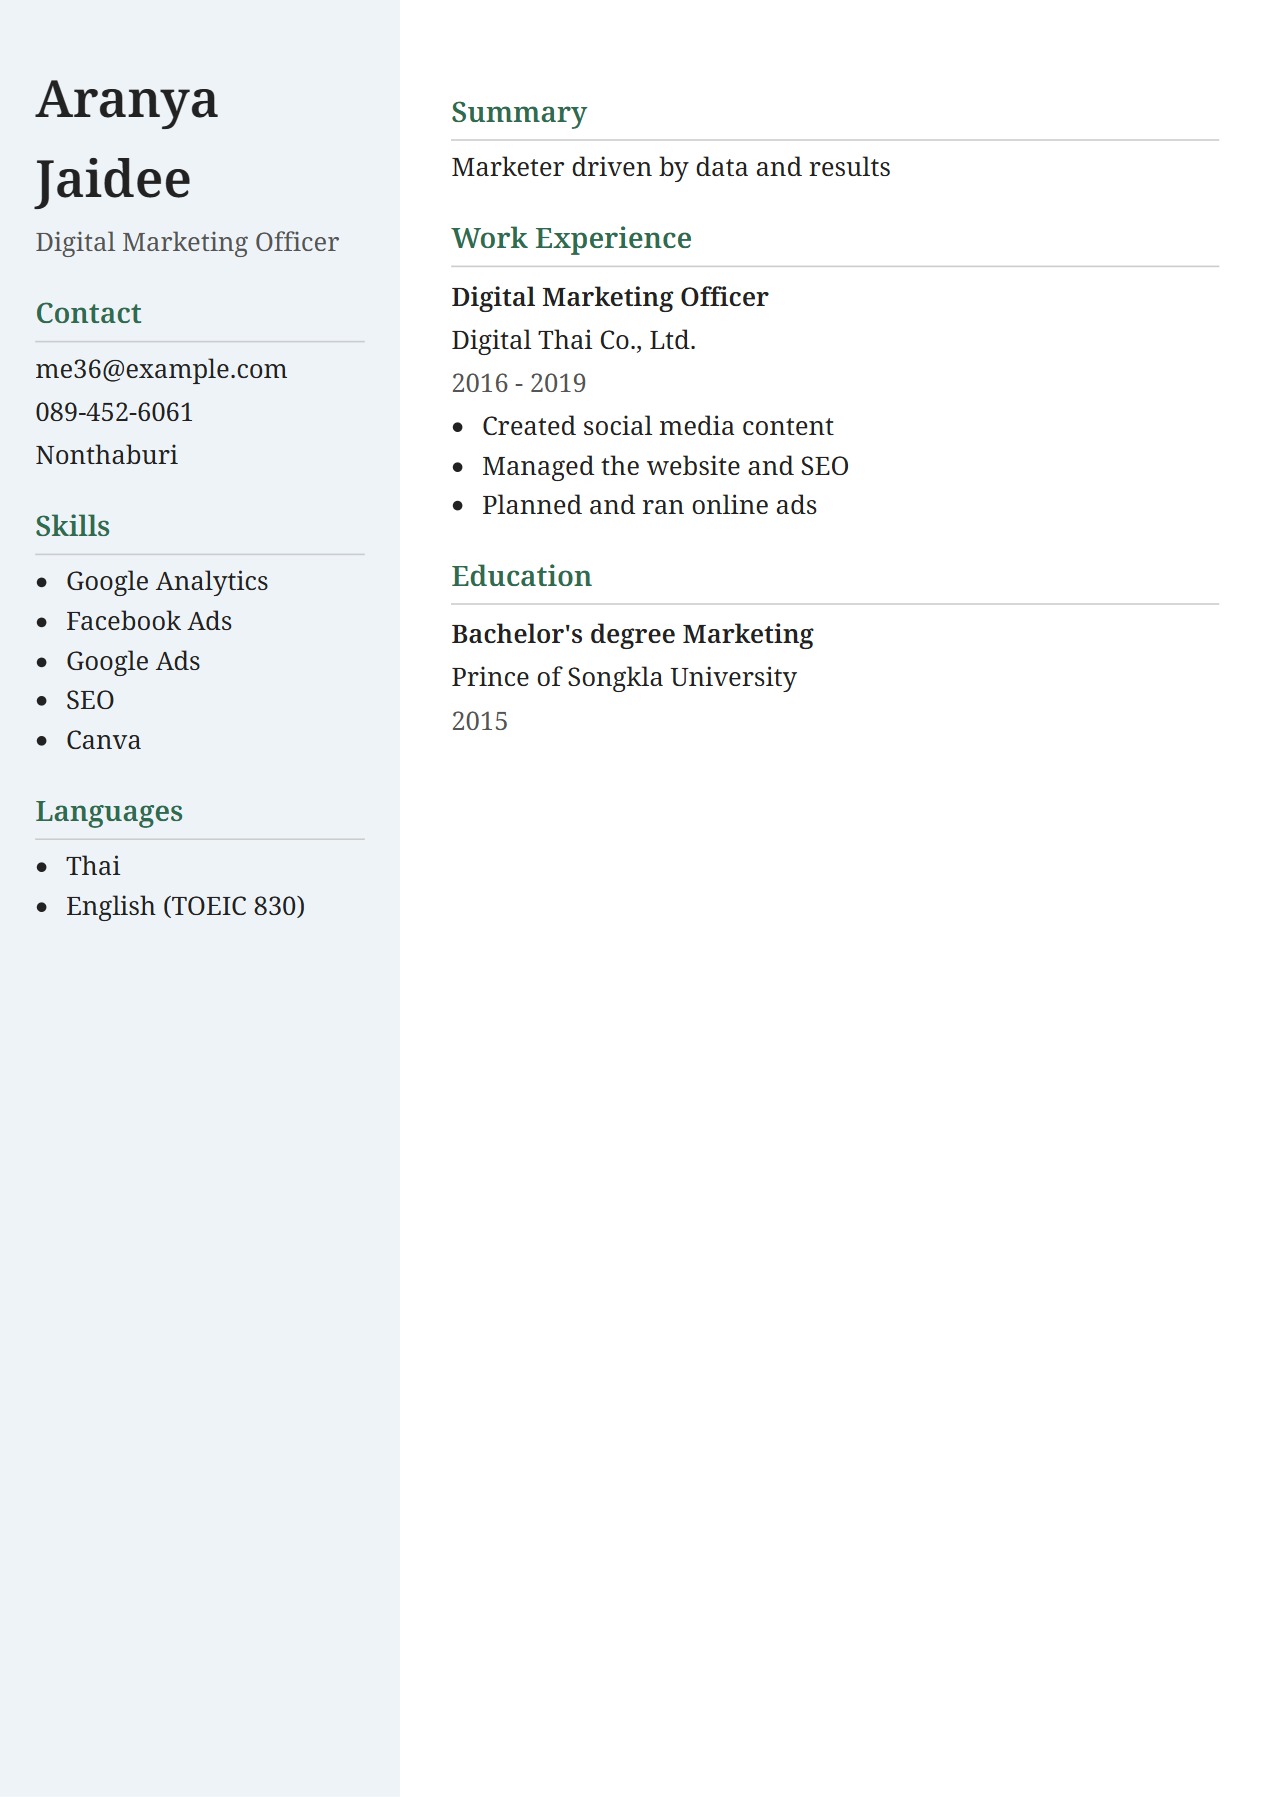 Aranya
Jaidee
Digital Marketing Officer
Contact
me36@example.com
089-452-6061
Nonthaburi
Skills
• Google Analytics
• Facebook Ads
• Google Ads
• SEO
• Canva
Languages
• Thai
• English (TOEIC 830)
Summary
Marketer driven by data and results
Work Experience
Digital Marketing Officer
Digital Thai Co., Ltd.
2016 - 2019
• Created social media content
• Managed the website and SEO
• Planned and ran online ads
Education
Bachelor's degree Marketing
Prince of Songkla University
2015